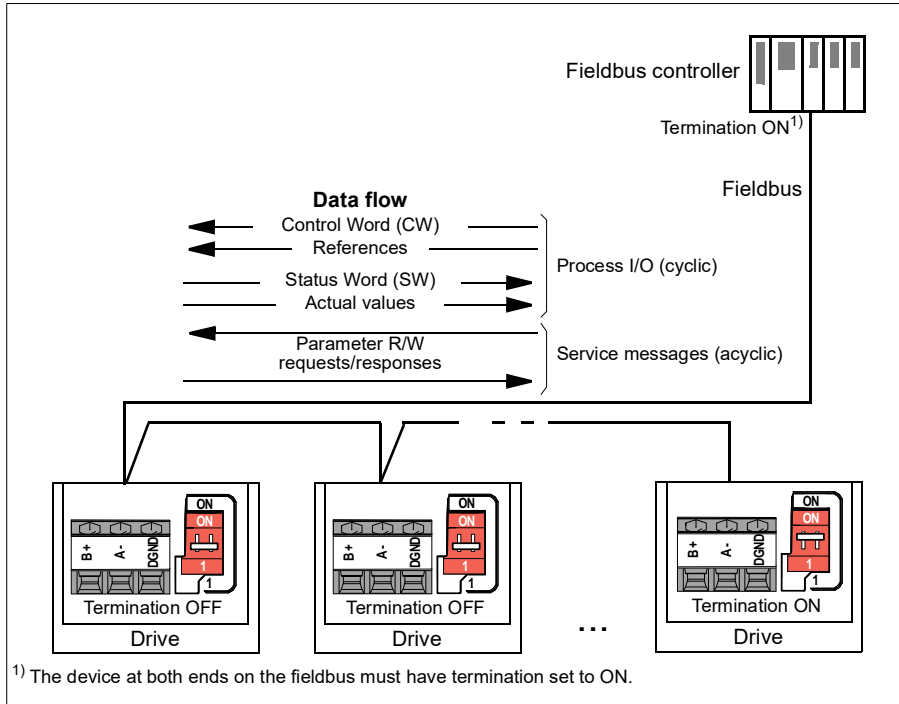 Fieldbus controller
Termination ON1)
Fieldbus
Data flow
Control Word (CW)
References
Process I/O (cyclic)
Status Word (SW)
Actual values
Parameter R/W
requests/responses
Service messages (acyclic)
B+
A-
DGND
ON
ON
1
1
Termination OFF
Drive
B+
A-
DGND
ON
ON
1
1
Termination OFF
Drive
...
B+
A-
DGND
ON
ON
1
1
Termination ON
Drive
1) The device at both ends on the fieldbus must have termination set to ON.